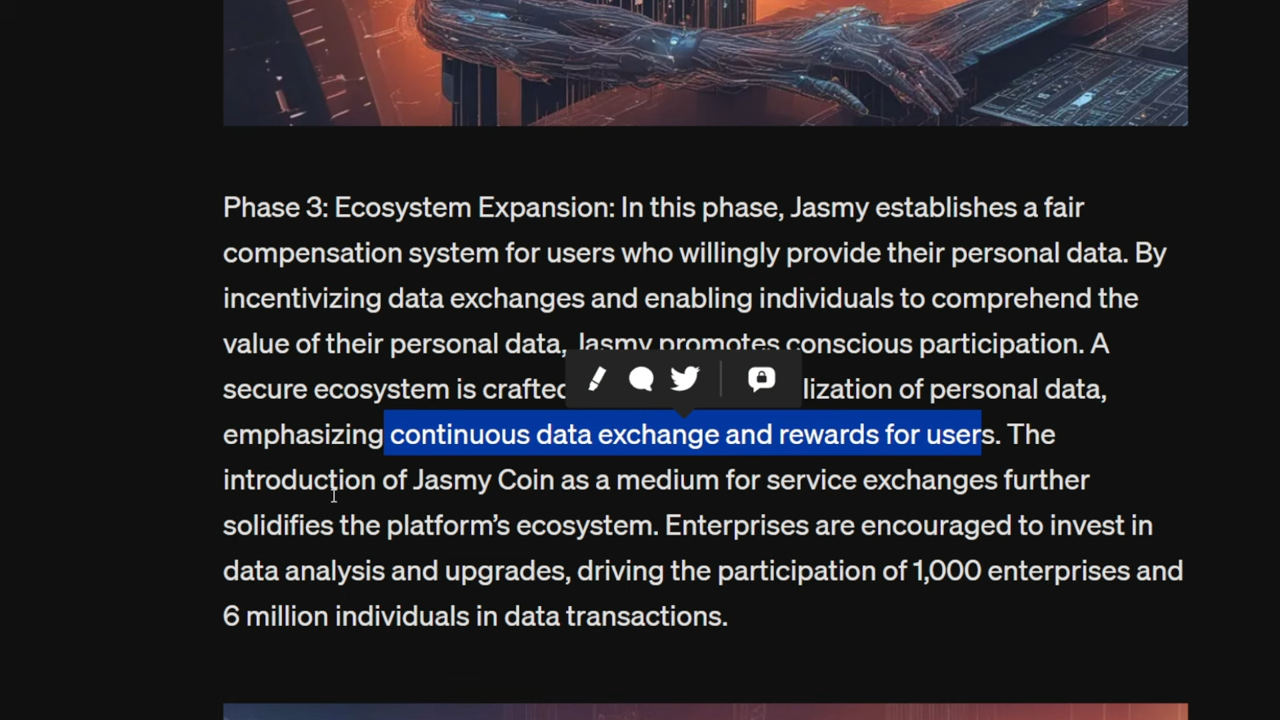 Phase 3: Ecosystem Expansion: In this phase, Jasmy establishes a fair
compensation system for users who willingly provide their personal data. By
incentivizing data exchanges and enabling individuals to comprehend the
value of their personal data, Jasmy promotes conscious participation. A
secure ecosystem is crafted lization of personal data,
emphasizing continuous data exchange and rewards for users. The
introduction of Jasmy Coin as a medium for service exchanges further
solidifies the platform’s ecosystem. Enterprises are encouraged to invest in
data analysis and upgrades, driving the participation of 1,000 enterprises and
6 million individuals in data transactions.